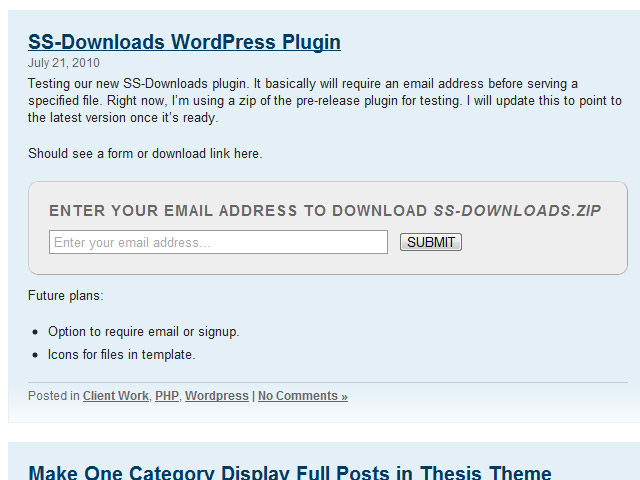 SS-Downloads WordPress Plugin
July 21, 2010
Testing our new SS-Downloads plugin. It basically will require an email address before serving a
specified file. Right now, I'm using a zip of the pre-release plugin for testing. I will update this to point to
the latest version once it's ready.
Should see a form or download link here.
ENTER YOUR EMAIL ADDRESS TO DOWNLOAD SS-DOWNLOADS.ZIP
Enter your email address... SUBMIT
Future plans:
• Option to require email or signup.
• Icons for files in template.
Posted in Client Work, PHP, Wordpress | No Comments »
Make One Category Display Full Posts in Thesis Theme